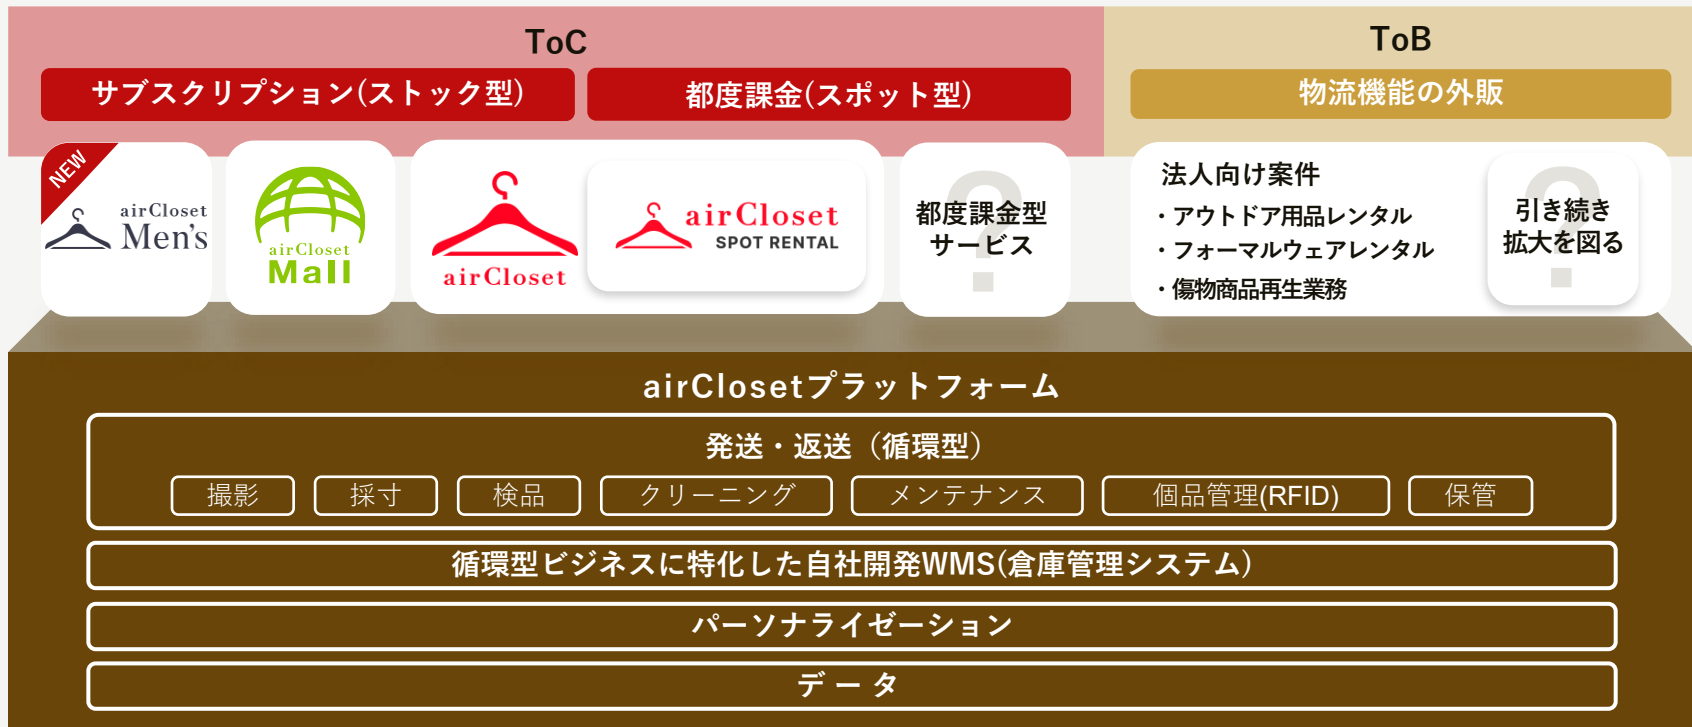 ToC
サブスクリプション(ストック型)
都度課金(スポット型)
NEW
airCloset
Men's
airCloset
Mall
airCloset
airCloset
SPOT RENTAL
?
都度課金型
サービス
ToB
物流機能の外販
法人向け案件
・アウトドア用品レンタル
・フォーマルウェアレンタル
・傷物商品再生業務
?
引き続き
拡大を図る
airClosetプラットフォーム
発送・返送（循環型）
撮影
採寸
検品
クリーニング
メンテナンス
個品管理(RFID)
保管
循環型ビジネスに特化した自社開発WMS(倉庫管理システム)
パーソナライゼーション
データ